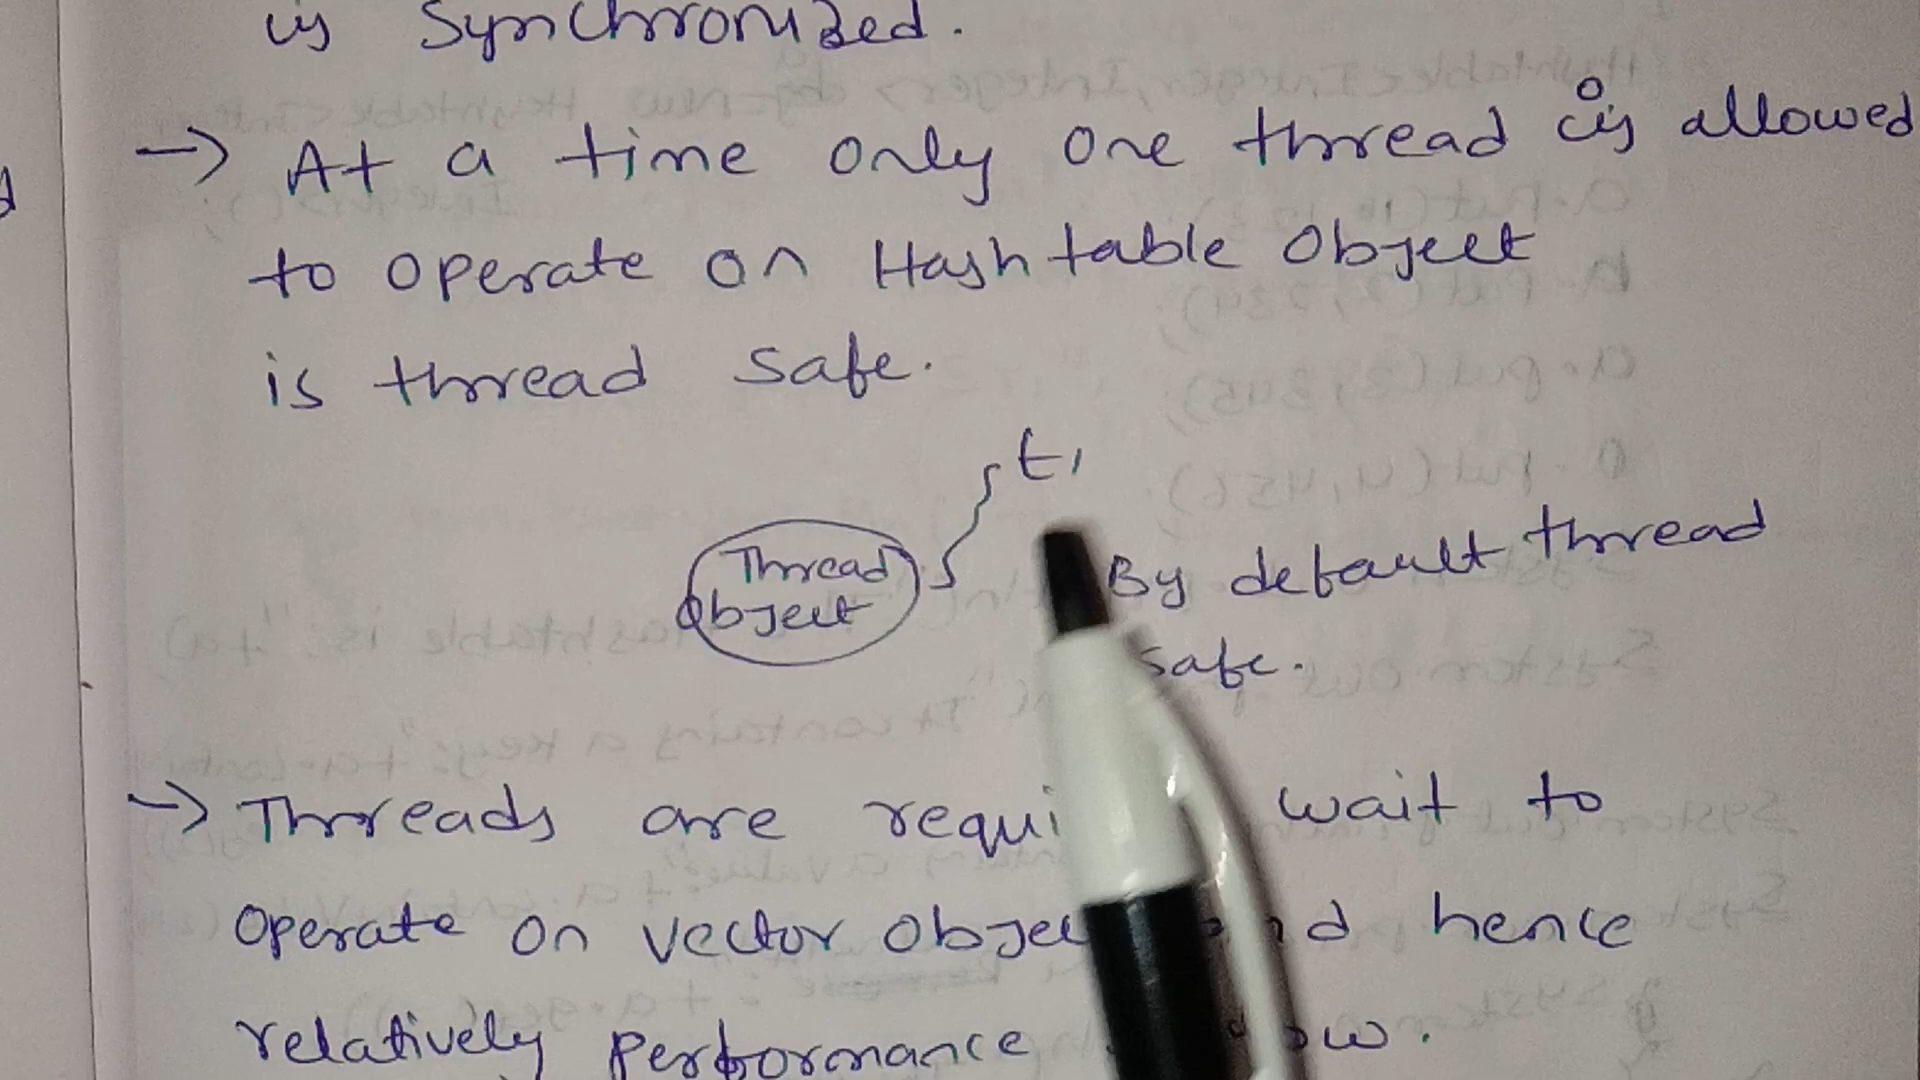 is Synchronized.
→ At a time only one thread is allowed
to operate on Hashtable Object
is thread safe.
t1
Thread
Object
By default thread
safe.
→ Threads are requi wait to
Operate on vector Objec hence
relatively performance